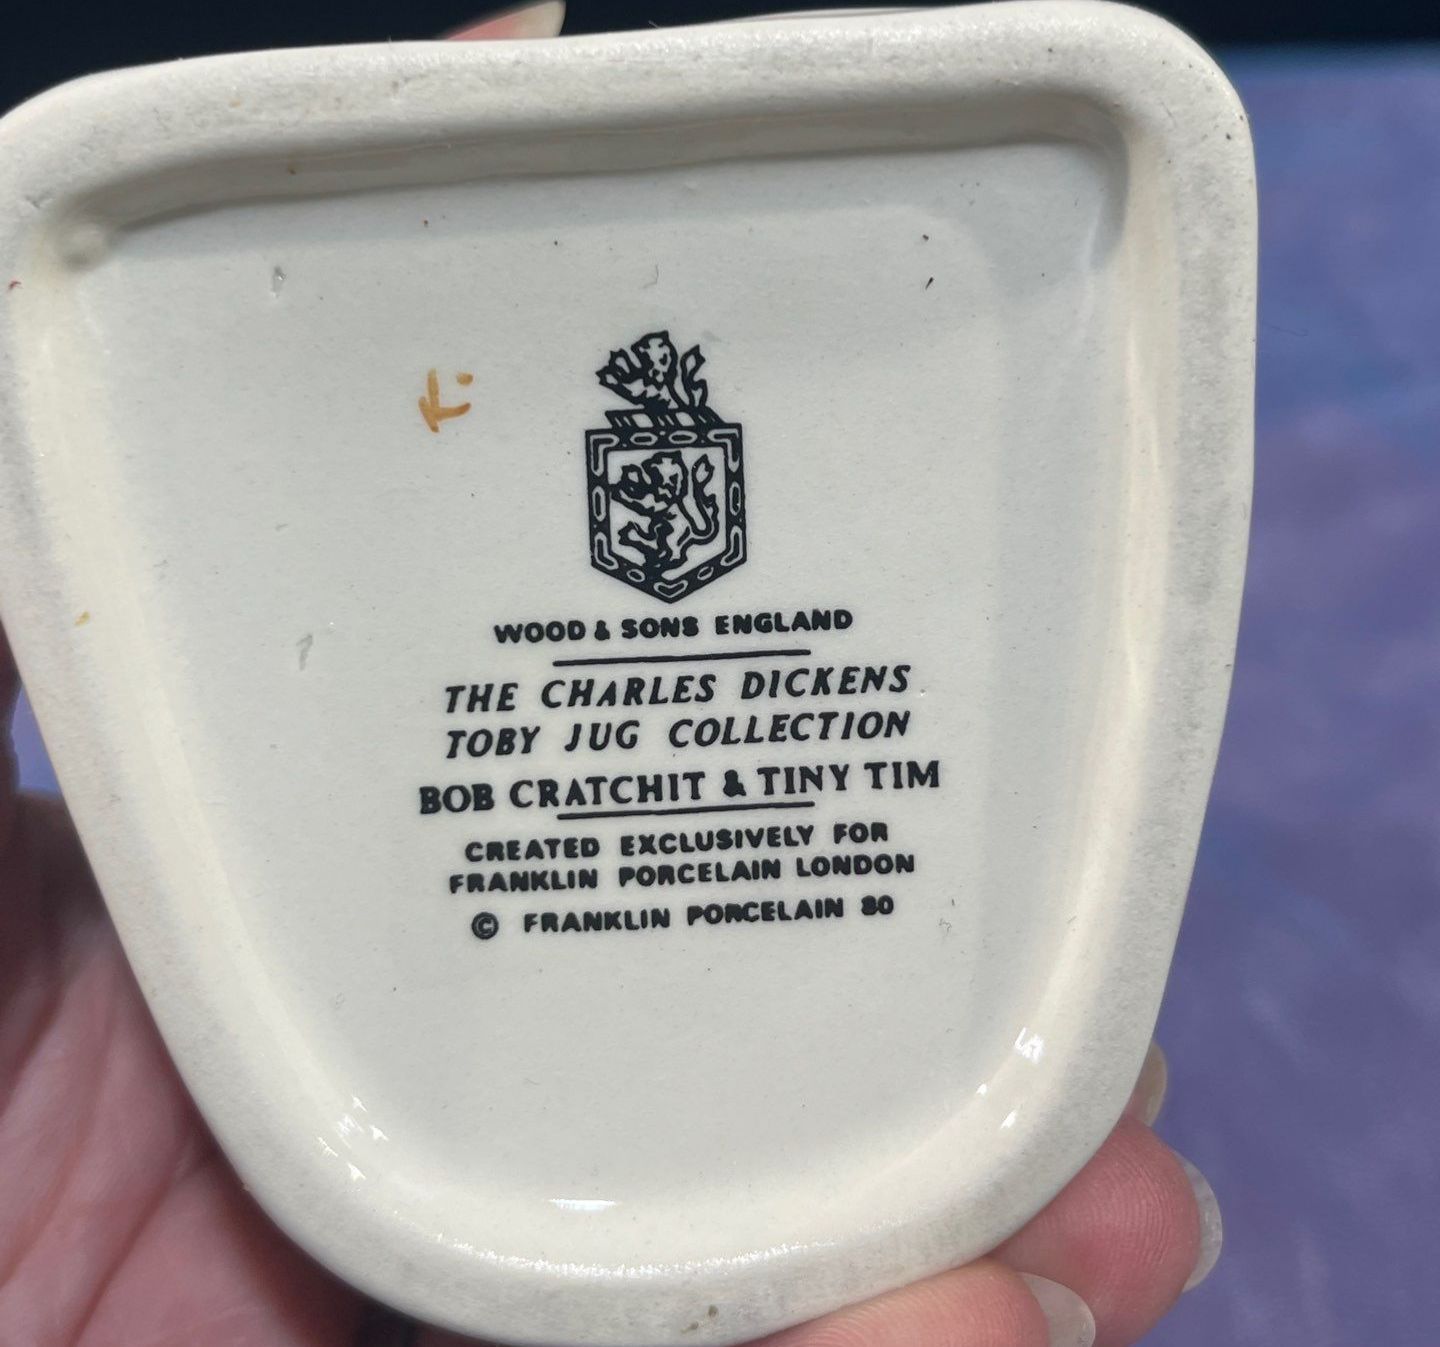 WOOD & SONS ENGLAND
THE CHARLES DICKENS
TOBY JUG COLLECTION
BOB CRATCHIT & TINY TIM
CREATED EXCLUSIVELY FOR
FRANKLIN PORCELAIN LONDON
© FRANKLIN PORCELAIN 80